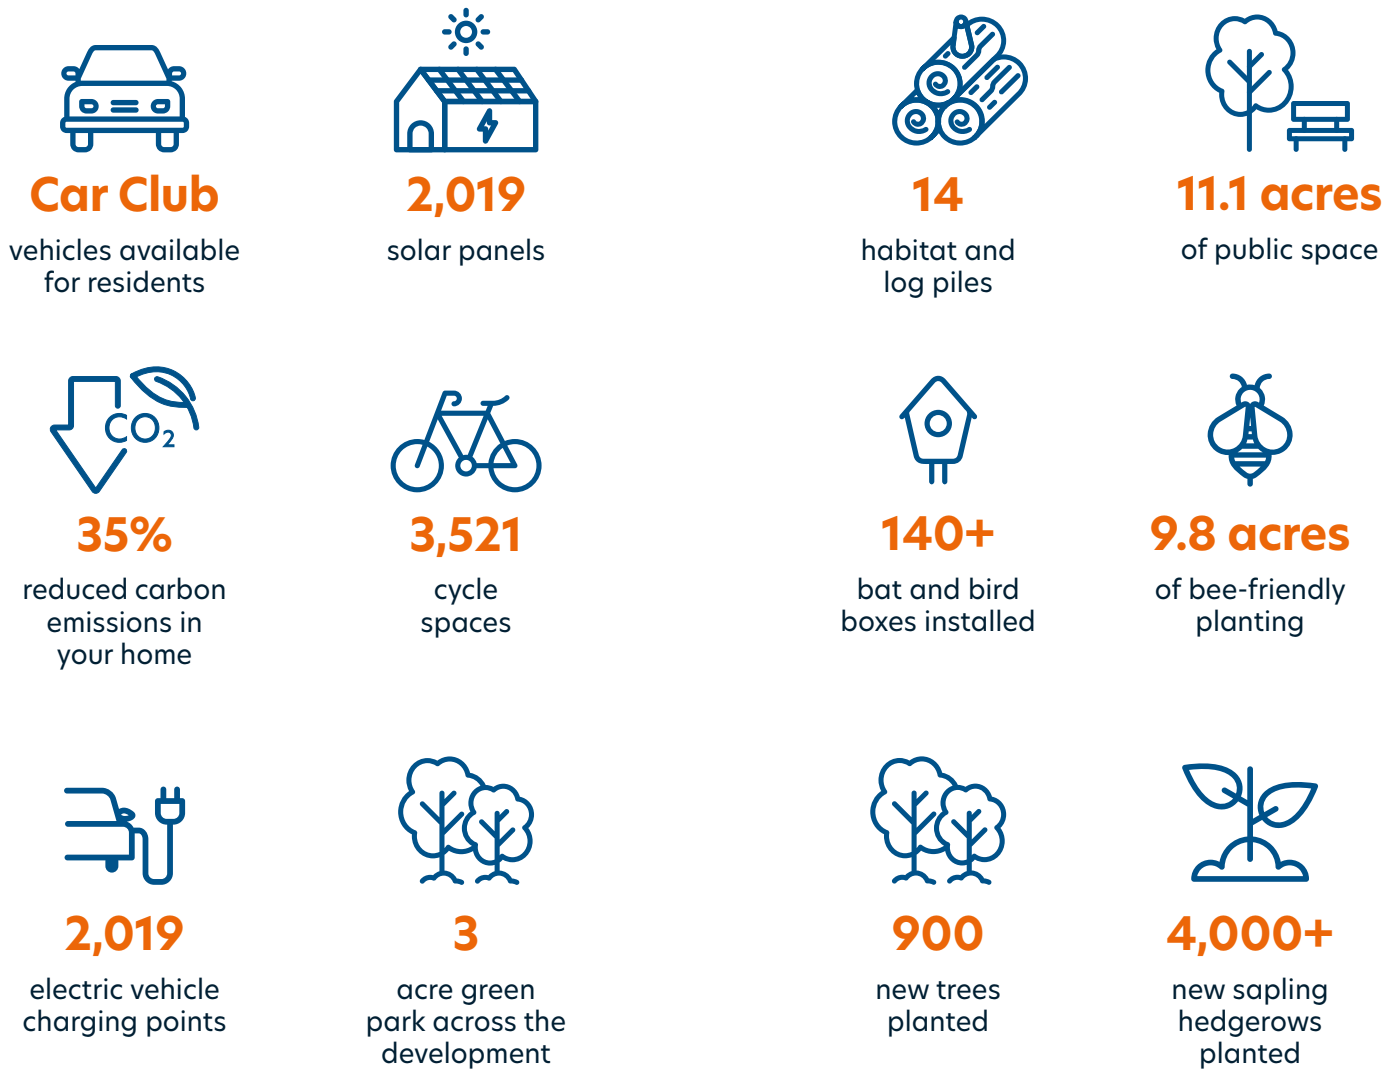 Car Club
vehicles available
for residents
2,019
solar panels
14
habitat and
log piles
11.1 acres
of public space
CO2
35%
reduced carbon
emissions in
your home
3,521
cycle
spaces
140+
bat and bird
boxes installed
9.8 acres
of bee-friendly
planting
2,019
electric vehicle
charging points
3
acre green
park across the
development
900
new trees
planted
4,000+
new sapling
hedgerows
planted